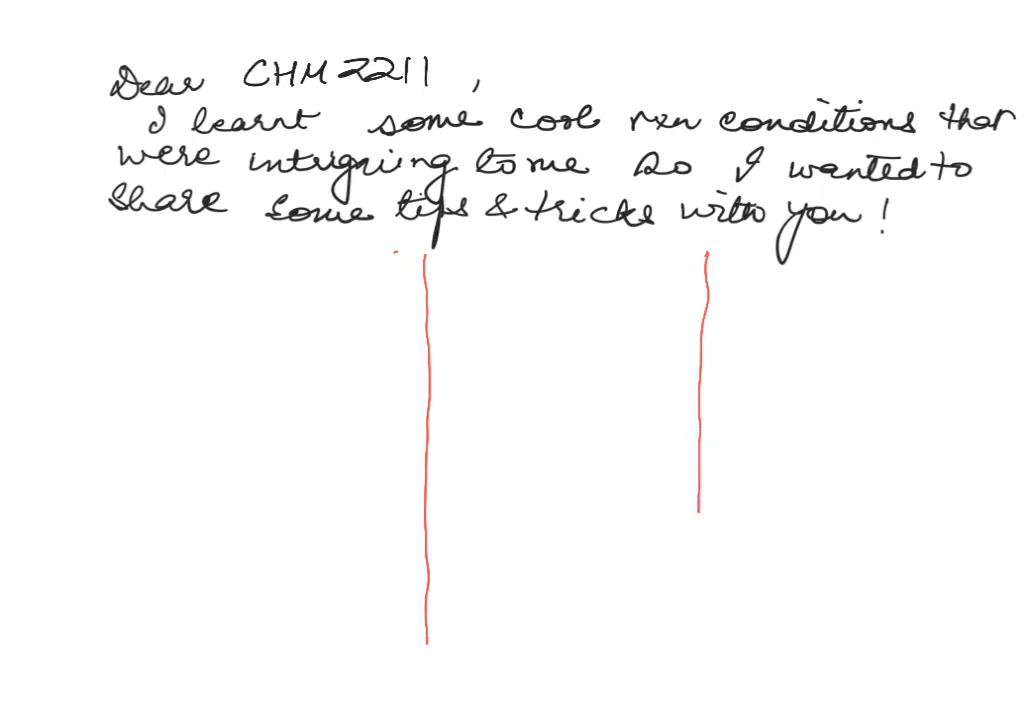 Dear CHM2211,
I learnt some cool rxn conditions that
were intriguing to me so I wanted to
share some tips & tricks with you!